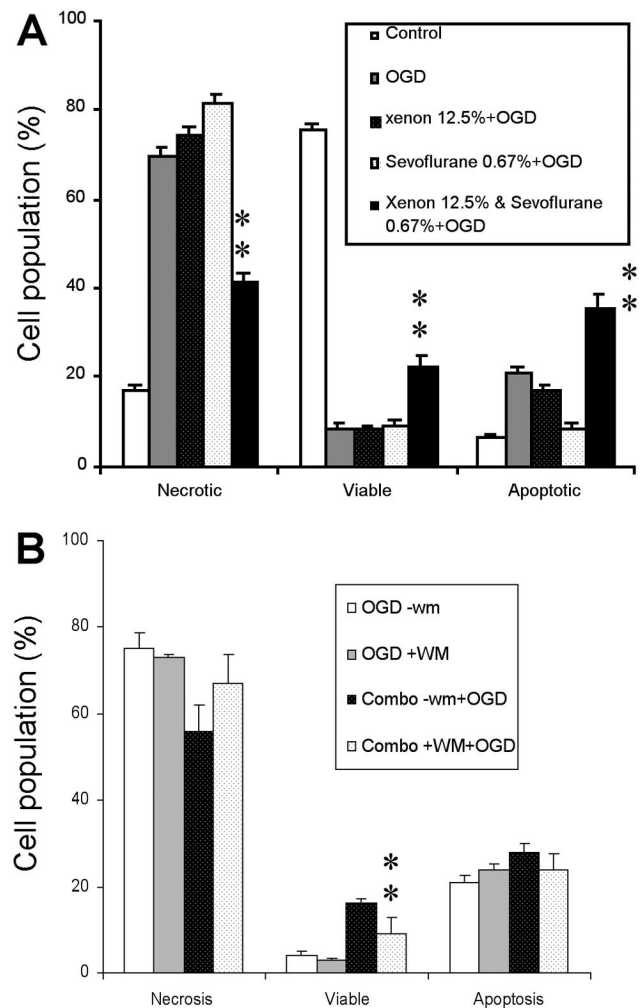 A
Cell population (%)
100
80
60
40
20
0
Control
OGD
xenon 12.5%+OGD
Sevoflurane 0.67%+OGD
Xenon 12.5% & Sevoflurane
0.67%+OGD
* *
* *
* *
Necrotic
Viable
Apoptotic
B
Cell population (%)
100
80
60
40
20
0
OGD -wm
OGD +WM
Combo -wm+OGD
Combo +WM+OGD
* *
Necrosis
Viable
Apoptosis